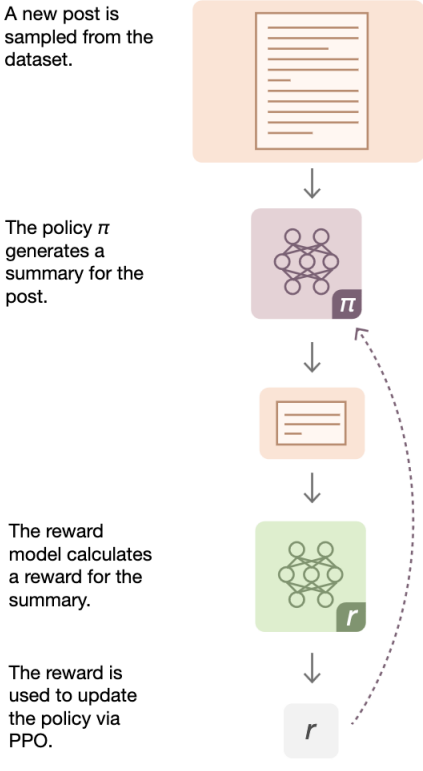 A new post is
sampled from the
dataset.
The policy π
generates a
summary for the
post.
π
The reward
model calculates
a reward for the
summary.
r
The reward is
used to update
the policy via
PPO.
r